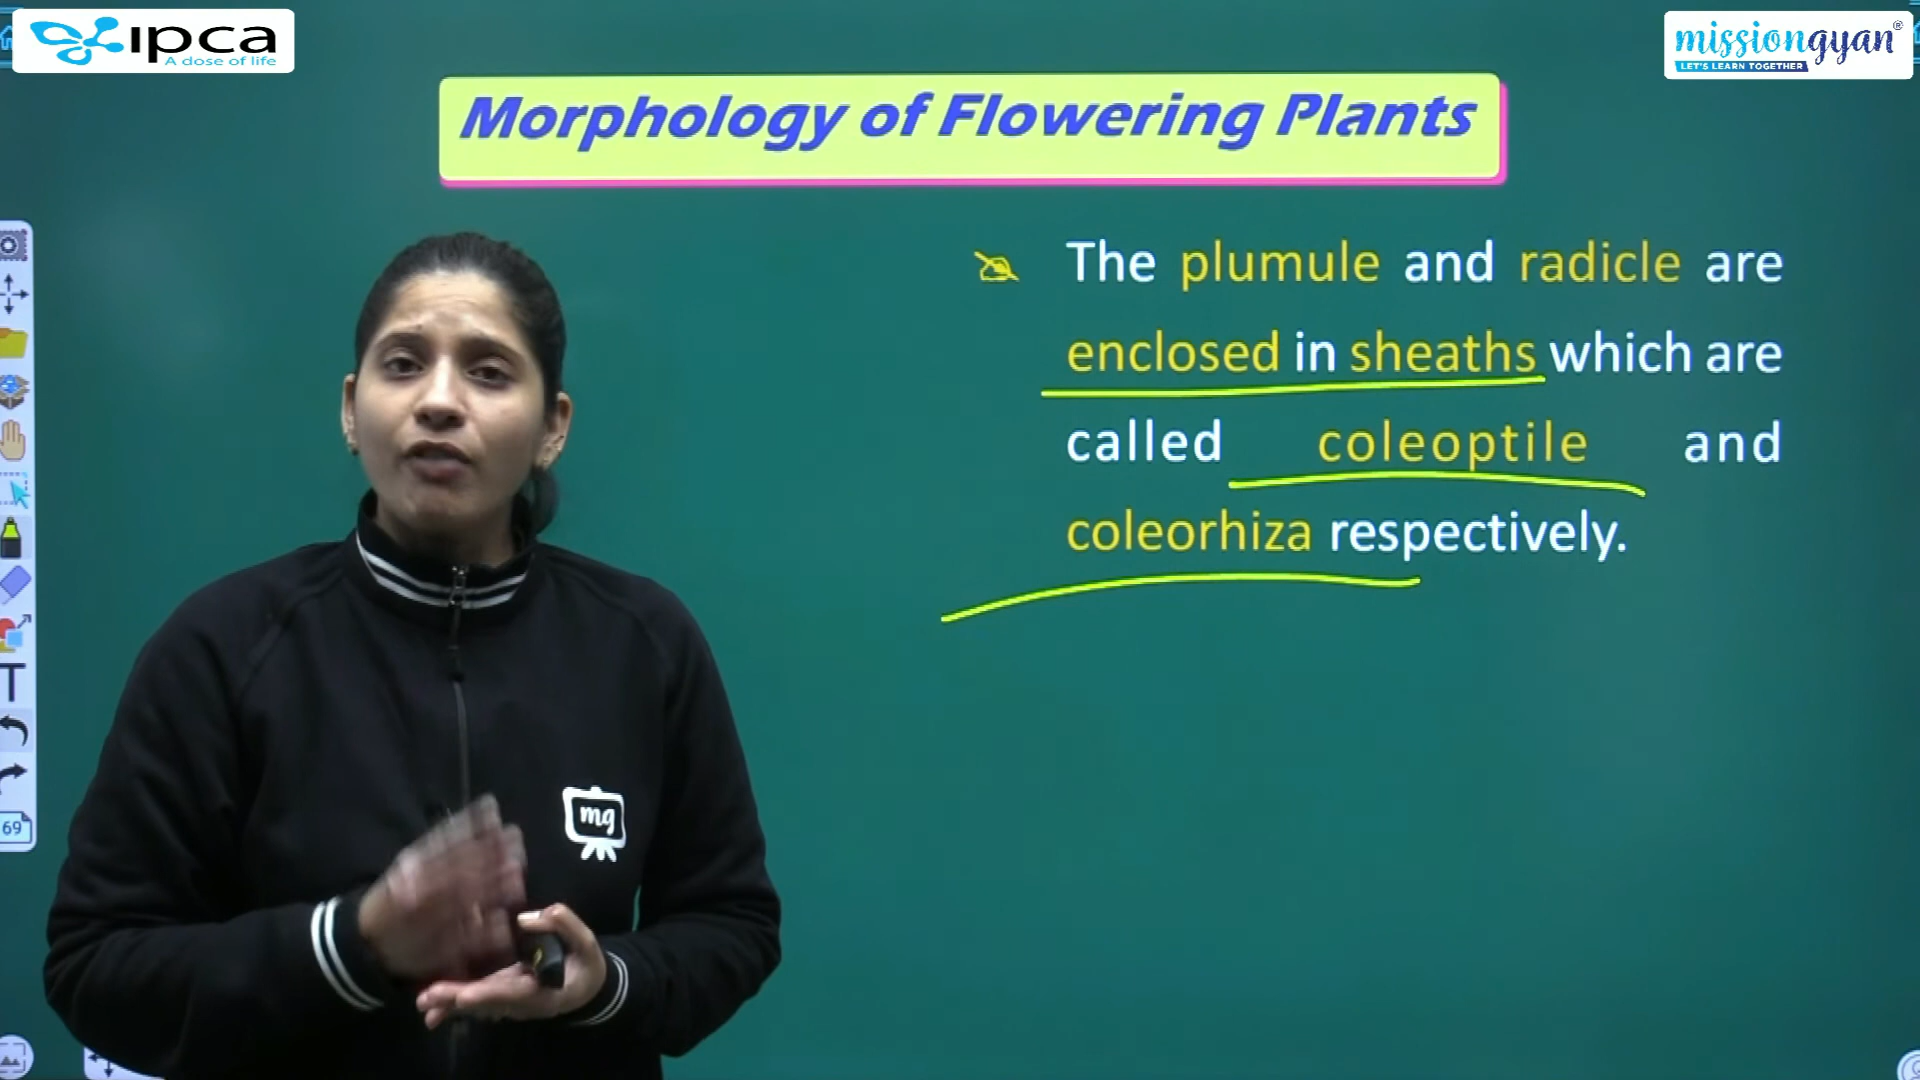 ipca
A dose of life
missiongyan®
LET'S LEARN TOGETHER
Morphology of Flowering Plants
The plumule and radicle are
enclosed in sheaths which are
called coleoptile and
coleorhiza respectively.
T
69
mg